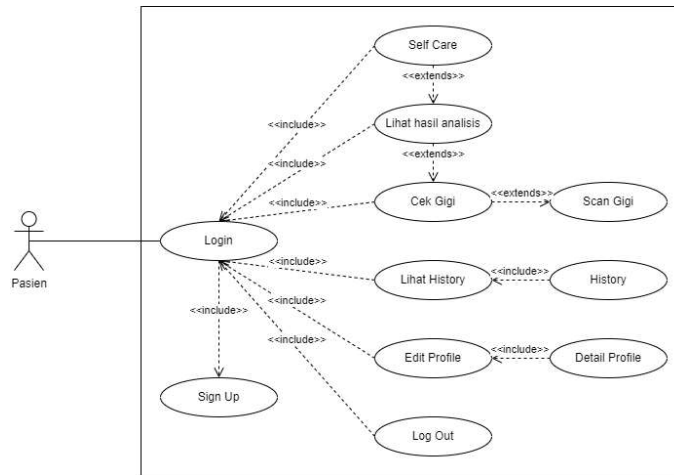 Self Care
<<extends>>
<<include>>
Lihat hasil analisis
<<extends>>
<<include>>
<<include>>
Cek Gigi
<<extends>>
Scan Gigi
Login
Pasien
<<include>>
Lihat History
<<include>>
History
<<include>>
<<include>>
<<include>>
Edit Profile
<<include>>
Detail Profile
Sign Up
Log Out